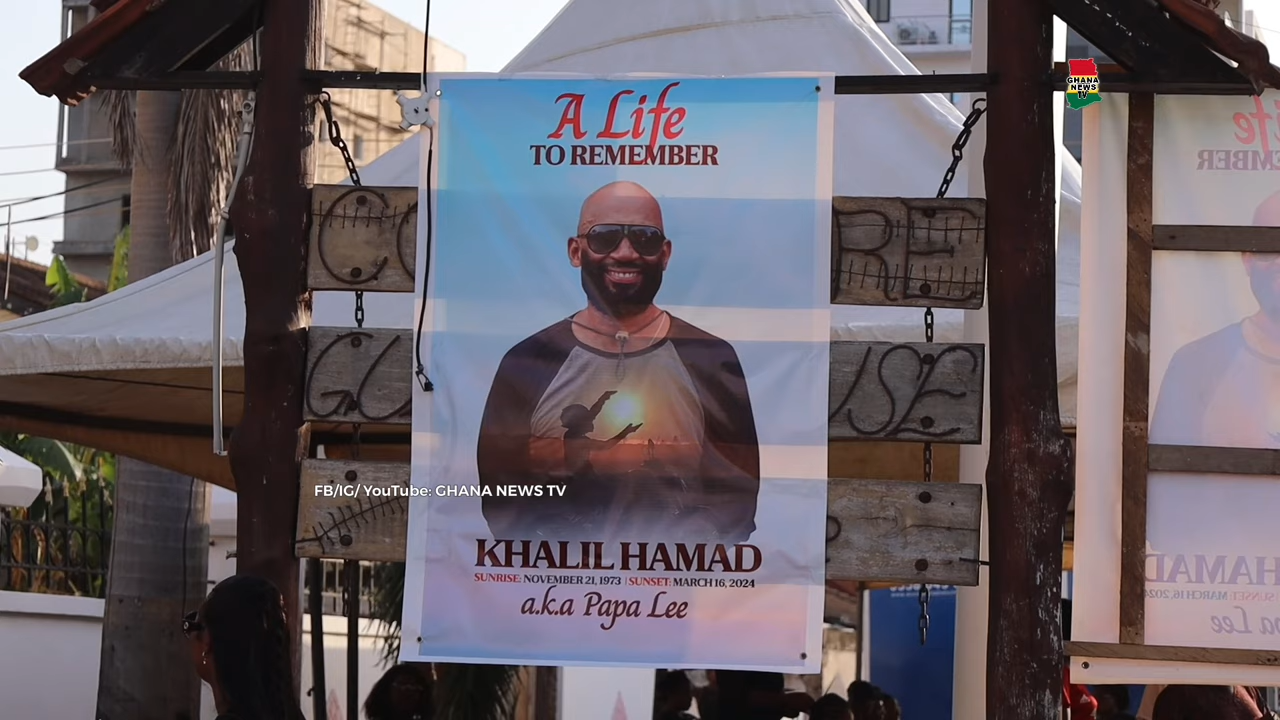 A Life
TO REMEMBER
KHALIL HAMAD
SUNRISE: NOVEMBER 21, 1973 | SUNSET: MARCH 16, 2024
a.k.a Papa Lee
FB/IG/ YouTube: GHANA NEWS TV
GHANA
NEWS
TV